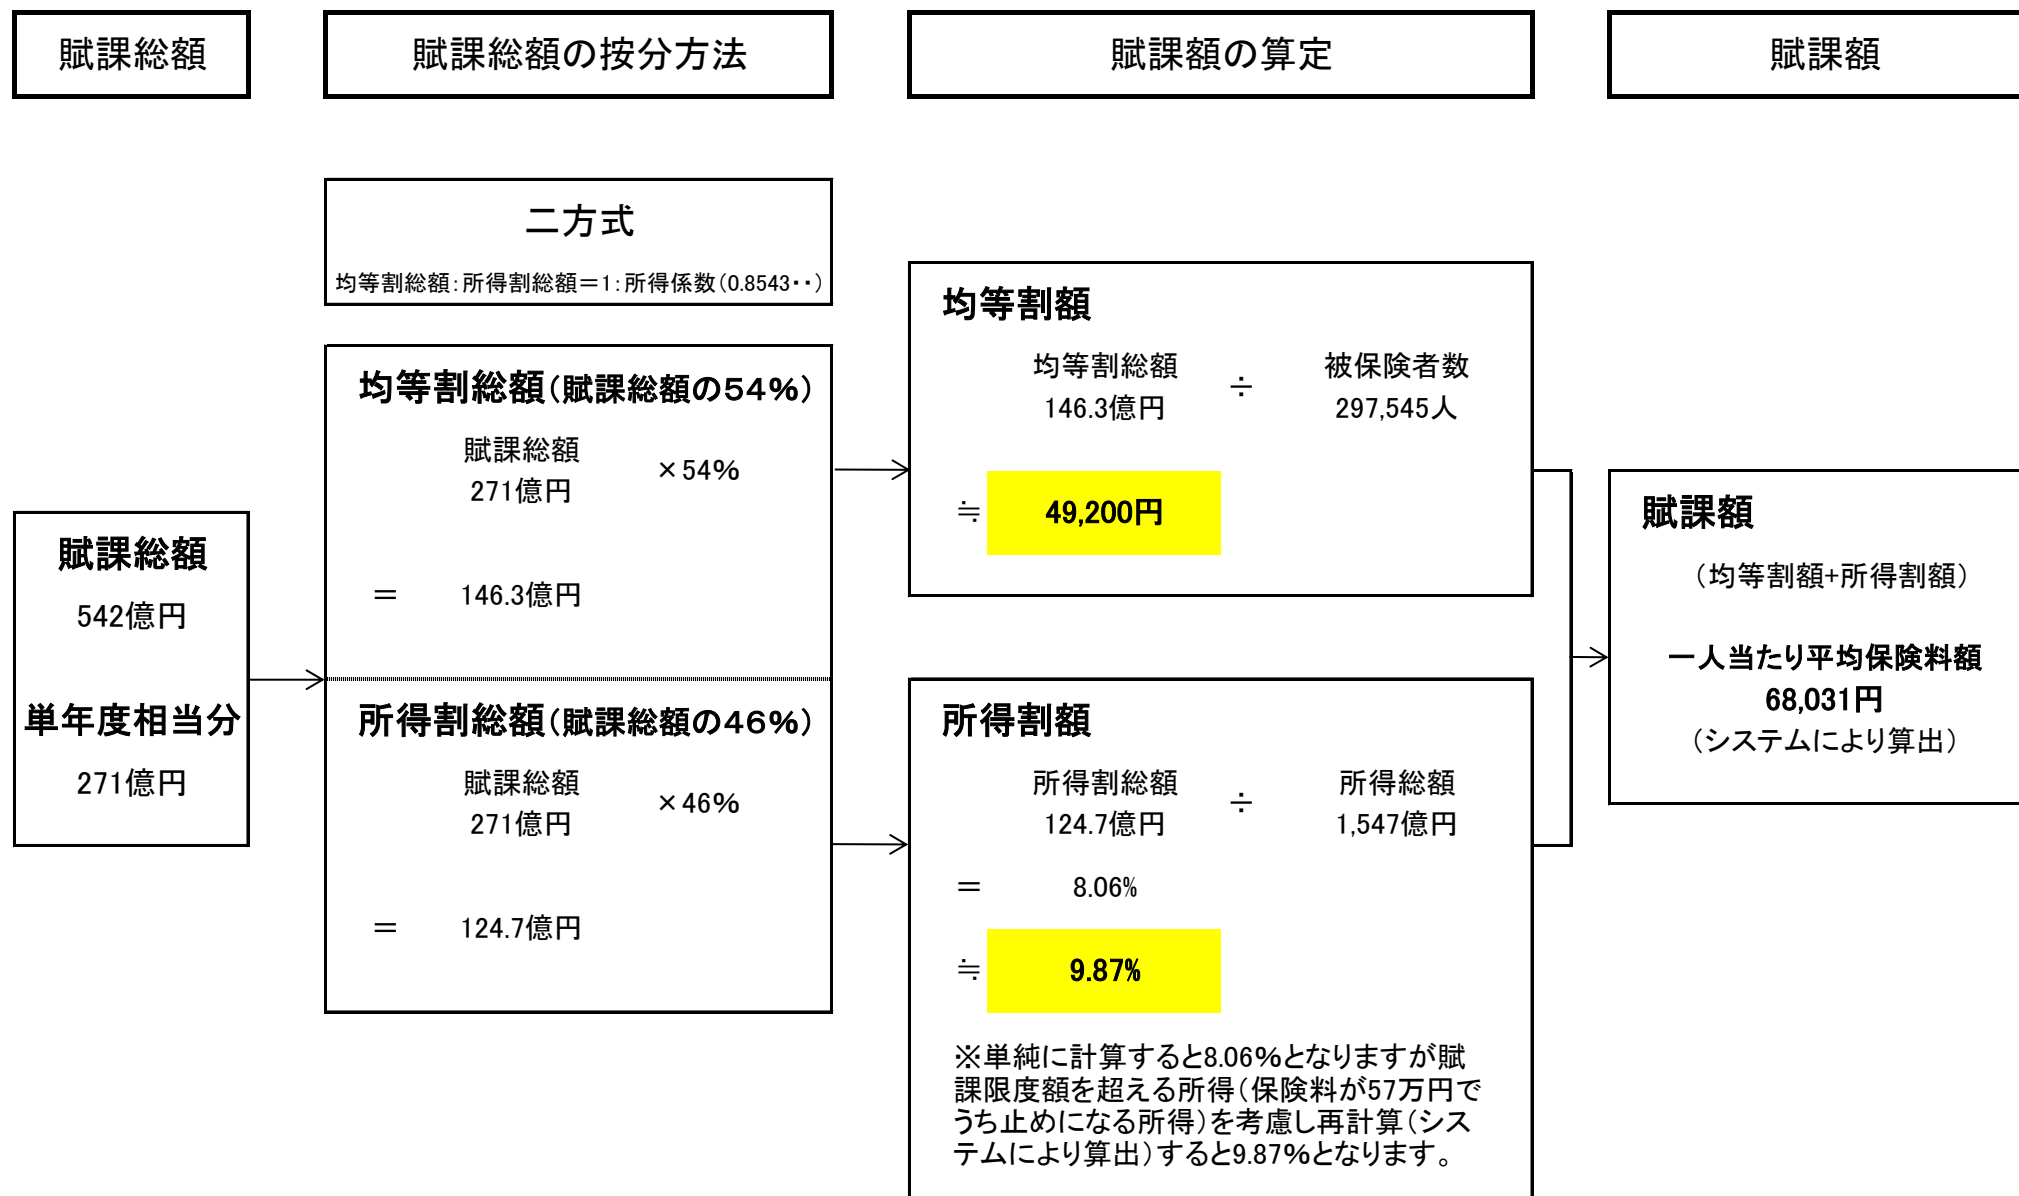 賦課総額
賦課総額の按分方法
賦課額の算定
賦課額
二方式
均等割総額：所得割総額＝1：所得係数（0.8543・・）
賦課総額
542億円
単年度相当分
271億円
均等割総額（賦課総額の54％）
賦課総額
271億円
×54％
＝ 146.3億円
所得割総額（賦課総額の46％）
賦課総額
271億円
×46％
＝ 124.7億円
均等割額
均等割総額 ÷ 被保険者数
146.3億円 297,545人
≒ 49,200円
所得割額
所得割総額 ÷ 所得総額
124.7億円 1,547億円
＝ 8.06%
≒ 9.87%
※単純に計算すると8.06％となりますが賦
課限度額を超える所得（保険料が57万円で
うち止めになる所得）を考慮し再計算（シス
テムにより算出）すると9.87％となります。
賦課額
（均等割額+所得割額）
一人当たり平均保険料額
68,031円
（システムにより算出）